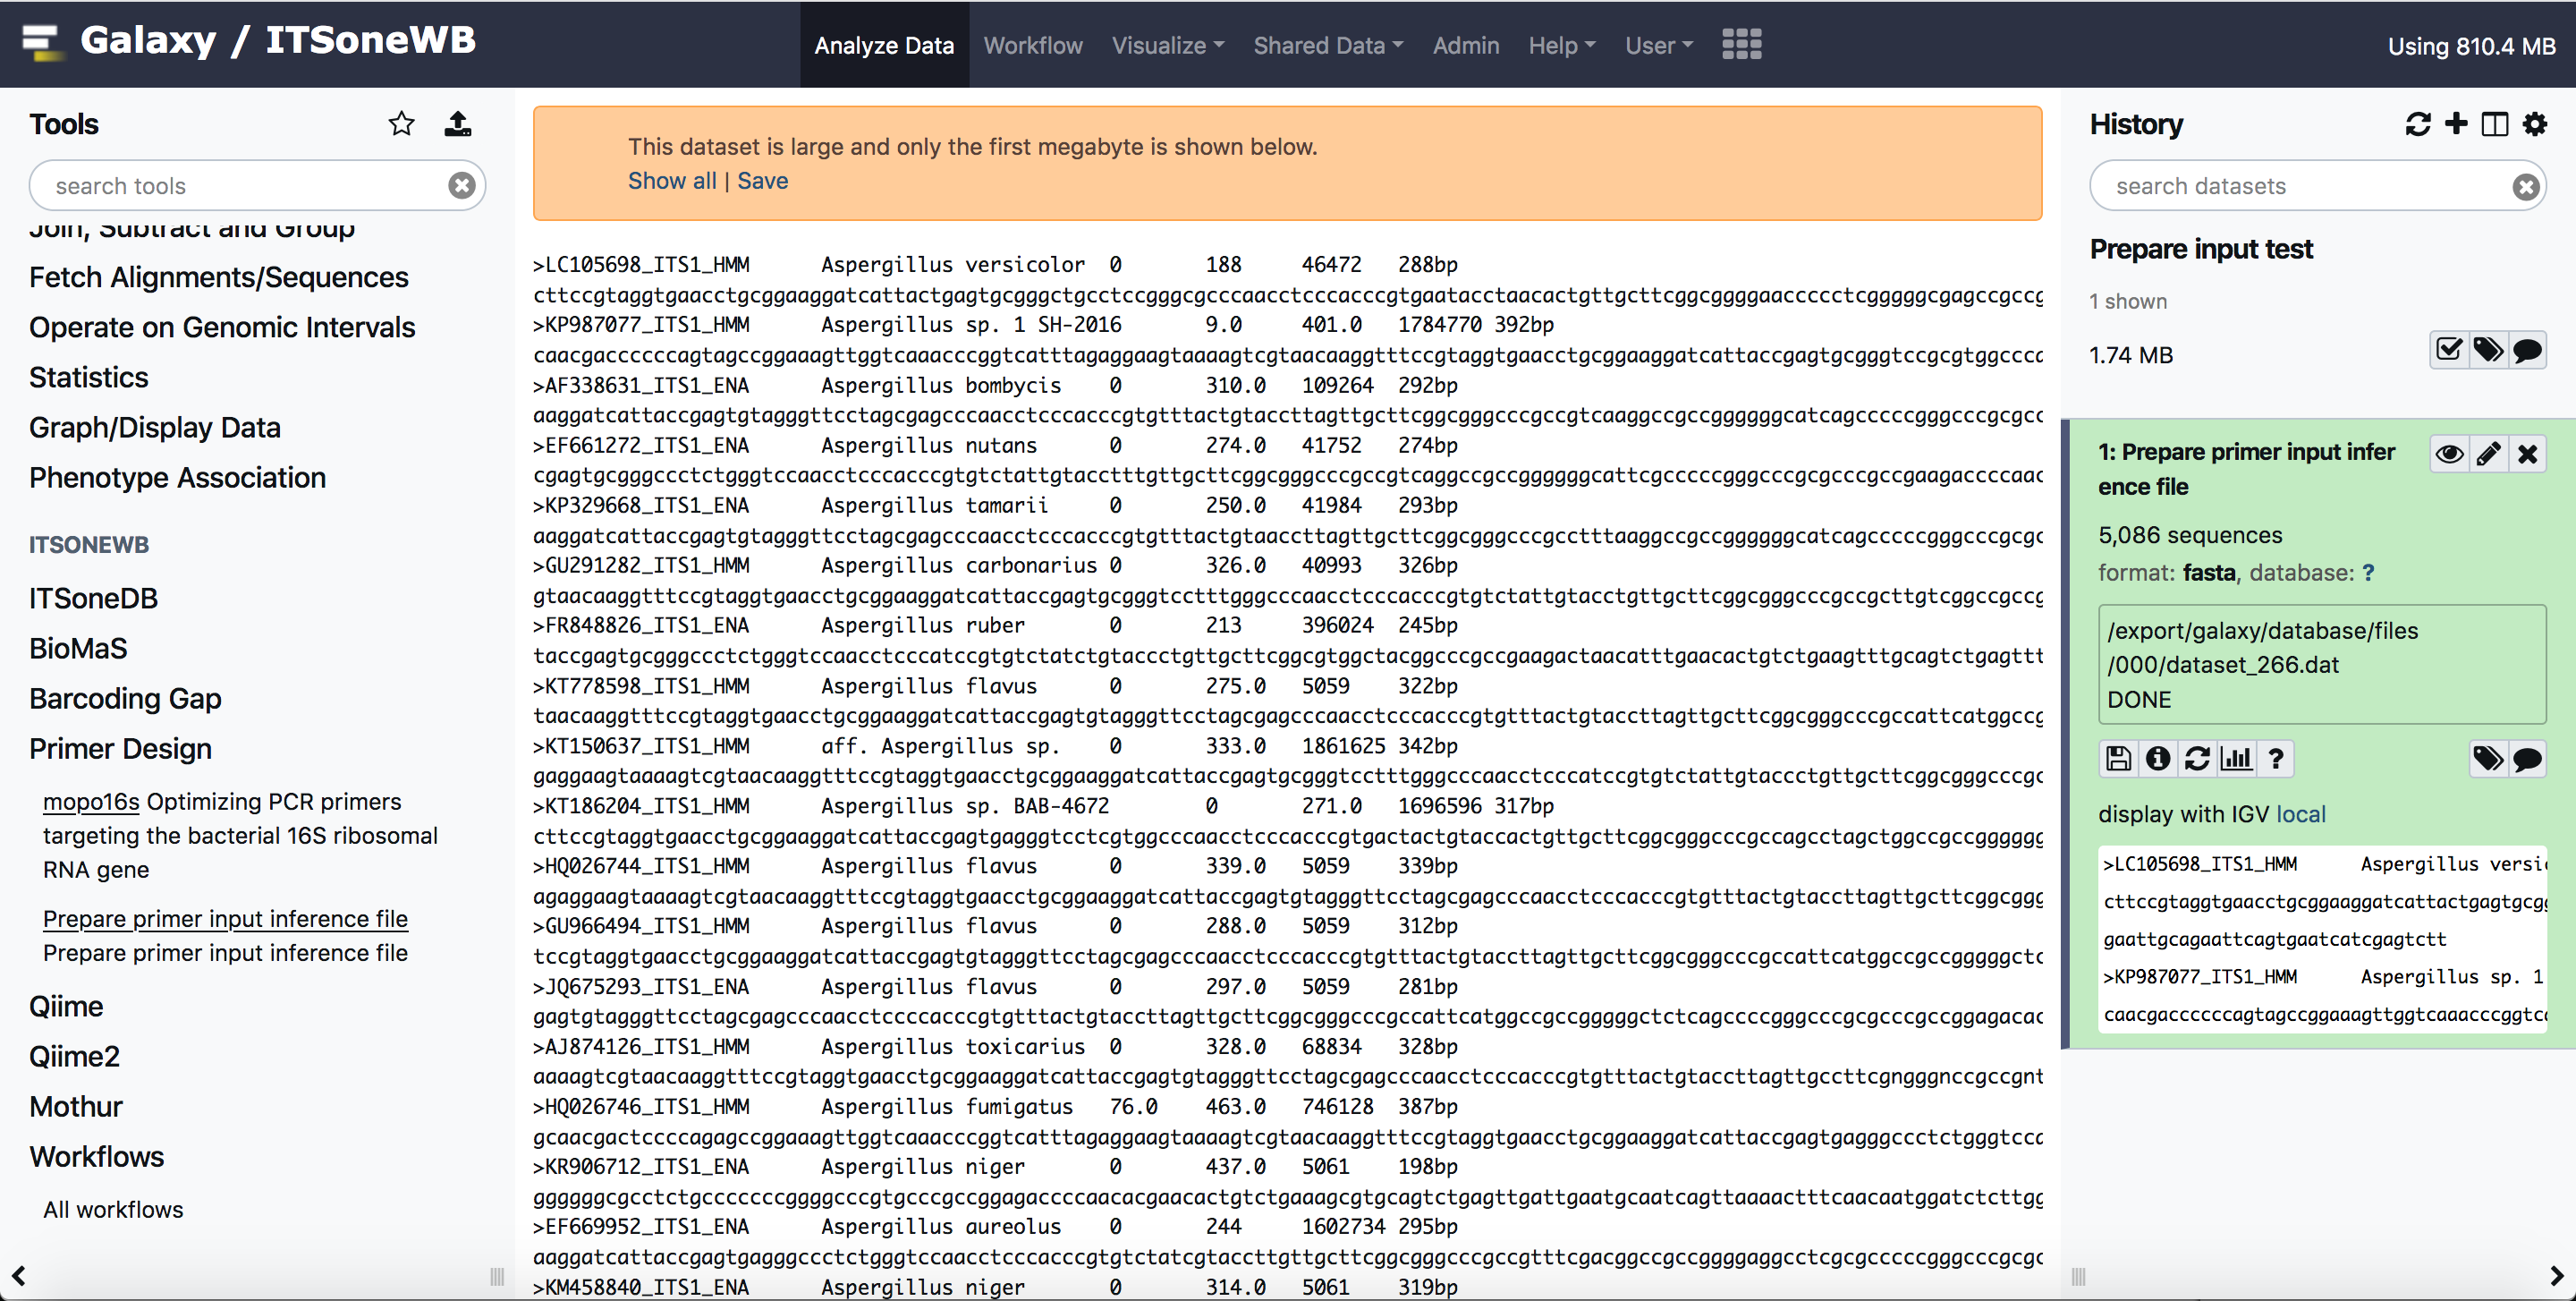 Galaxy / ITSoneWB
Analyze Data Workflow Visualize Shared Data Admin Help User
Using 810.4 MB
Tools
search tools
Join, Subtract and Group
Fetch Alignments/Sequences
Operate on Genomic Intervals
Statistics
Graph/Display Data
Phenotype Association
ITSONEWB
ITSoneDB
BioMaS
Barcoding Gap
Primer Design
mopo16s Optimizing PCR primers
targeting the bacterial 16S ribosomal
RNA gene
Prepare primer input inference file
Prepare primer input inference file
Qiime
Qiime2
Mothur
Workflows
All workflows
This dataset is large and only the first megabyte is shown below.
Show all | Save
>LC105698_ITS1_HMM Aspergillus versicolor 0 188 46472 288bp
cttccgtaggtgaacctgcggaaggatcattactgagtgcgggctgcctccgggcgcccaacctcccacccgtgaatacctaacactgttgcttcggcggggaaccccctcgggggcgagccgccg
>KP987077_ITS1_HMM Aspergillus sp. 1 SH-2016 9.0 401.0 1784770 392bp
caacgaccccccagtagccggaaagttggtcaaacccggtcatttagaggaagtaaaagtcgtaacaaggtttccgtaggtgaacctgcggaaggatcattaccgagtgcgggtccgcgtggccca
>AF338631_ITS1_ENA Aspergillus bombycis 0 310.0 109264 292bp
aaggatcattaccgagtgtagggttcctagcgagcccaacctcccacccgtgtttactgtaccttagttgcttcggcgggcccgccgtcaaggccgccggggggcatcagcccccgggcccgcgcc
>EF661272_ITS1_ENA Aspergillus nutans 0 274.0 41752 274bp
cgagtgcgggccctctgggtccaacctcccacccgtgtctattgtacctttgttgcttcggcgggcccgccgtcaggccgccggggggcattcgcccccgggcccgcgcccgccgaagaccccaac
>KP329668_ITS1_ENA Aspergillus tamarii 0 250.0 41984 293bp
aaggatcattaccgagtgtagggttcctagcgagcccaacctcccacccgtgtttactgtaaccttagttgcttcggcgggcccgcctttaaggccgccggggggcatcagcccccgggcccgcgc
>GU291282_ITS1_HMM Aspergillus carbonarius 0 326.0 40993 326bp
gtaacaaggtttccgtaggtgaacctgcggaaggatcattaccgagtgcgggtcctttgggcccaacctcccacccgtgtctattgtacctgttgcttcggcgggcccgccgcttgtcggccgccg
>FR848826_ITS1_ENA Aspergillus ruber 0 213 396024 245bp
taccgagtgcgggccctctgggtccaacctcccatccgtgtctatctgtaccctgttgcttcggcgtggctacggcccgccgaagactaacatttgaacactgtctgaagtttgcagtctgagttt
>KT778598_ITS1_HMM Aspergillus flavus 0 275.0 5059 322bp
taacaaggtttccgtaggtgaacctgcggaaggatcattaccgagtgtagggttcctagcgagcccaacctcccacccgtgtttactgtaccttagttgcttcggcgggcccgccattcatggccg
>KT150637_ITS1_HMM aff. Aspergillus sp. 0 333.0 1861625 342bp
gaggaagtaaaagtcgtaacaaggtttccgtaggtgaacctgcggaaggatcattaccgagtgcgggtcctttgggcccaacctcccatccgtgtctattgtaccctgttgcttcggcgggcccgc
>KT186204_ITS1_HMM Aspergillus sp. BAB-4672 0 271.0 1696596 317bp
cttccgtaggtgaacctgcggaaggatcattaccgagtgagggtcctcgtggcccaacctcccacccgtgactactgtaccactgttgcttcggcgggcccgccagcctagctggccgccgggggg
>HQ026744_ITS1_HMM Aspergillus flavus 0 339.0 5059 339bp
agaggaagtaaaagtcgtaacaaggtttccgtaggtgaacctgcggaaggatcattaccgagtgtagggttcctagcgagcccaacctcccacccgtgtttactgtaccttagttgcttcggcggg
>GU966494_ITS1_HMM Aspergillus flavus 0 288.0 5059 312bp
tccgtaggtgaacctgcggaaggatcattaccgagtgtagggttcctagcgagcccaacctcccacccgtgtttactgtaccttagttgcttcggcgggcccgccattcatggccgccgggggctc
>JQ675293_ITS1_ENA Aspergillus flavus 0 297.0 5059 281bp
gagtgtagggttcctagcgagcccaacctccccacccgtgtttactgtaccttagttgcttcggcgggcccgccattcatggccgccgggggctctcagccccgggcccgcgcccgccggagacac
>AJ874126_ITS1_HMM Aspergillus toxicarius 0 328.0 68834 328bp
aaaagtcgtaacaaggtttccgtaggtgaacctgcggaaggatcattaccgagtgtagggttcctagcgagcccaacctcccacccgtgtttactgtaccttagttgccttcgngggnccgccgnt
>HQ026746_ITS1_HMM Aspergillus fumigatus 76.0 463.0 746128 387bp
gcaacgactccccagagccggaaagttggtcaaacccggtcatttagaggaagtaaaagtcgtaacaaggtttccgtaggtgaacctgcggaaggatcattaccgagtgagggccctctgggtcca
>KR906712_ITS1_ENA Aspergillus niger 0 437.0 5061 198bp
ggggggcgcctctgcccccccggggcccgtgcccgccggagaccccaacacgaacactgtctgaaagcgtgcagtctgagttgattgaatgcaatcagttaaaactttcaacaatggatctcttgg
>EF669952_ITS1_ENA Aspergillus aureolus 0 244 1602734 295bp
aaggatcattaccgagtgagggccctctgggtccaacctcccacccgtgtctatcgtaccttgttgcttcggcgggcccgccgtttcgacggccgccggggaggcctcgcgcccccgggcccgcgc
>KM458840_ITS1_ENA Aspergillus niger 0 314.0 5061 319bp
History
search datasets
Prepare input test
1 shown
1.74 MB
1: Prepare primer input infer
ence file
5,086 sequences
format: fasta, database: ?
/export/galaxy/database/files
/000/dataset_266.dat
DONE
display with IGV local
>LC105698_ITS1_HMM Aspergillus versi
cttccgtaggtgaacctgcggaaggatcattactgagtgcgg
gaattgcagaattcagtgaatcatcgagtctt
>KP987077_ITS1_HMM Aspergillus sp. 1
caacgaccccccagtagccggaaagttggtcaaacccggtca